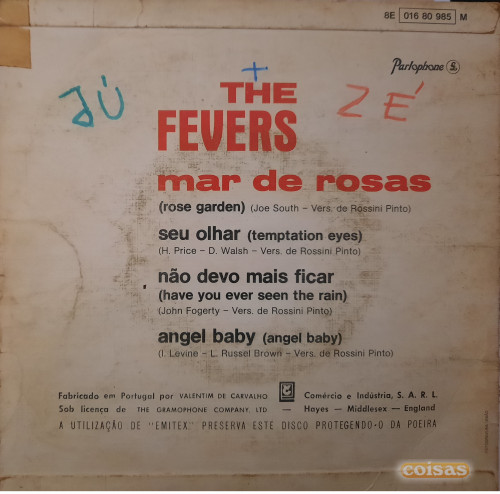 8E 016 80 985 M
Parlophone
JÚ + ZÉ
THE
FEVERS
mar de rosas
(rose garden) (Joe South – Vers. de Rossini Pinto)
seu olhar (temptation eyes)
(H. Price – D. Walsh – Vers. de Rossini Pinto)
não devo mais ficar
(have you ever seen the rain)
(John Fogerty – Vers. de Rossini Pinto)
angel baby (angel baby)
(I. Levine – L. Russel Brown – Vers. de Rossini Pinto)
Fabricado em Portugal por VALENTIM DE CARVALHO Comércio e Indústria, S. A. R. L.
Sob licença de THE GRAMOPHONE COMPANY. LTD — Hayes – Middlesex — England
A UTILIZAÇÃO DE "EMITEX" PRESERVA ESTE DISCO PROTEGENDO-O DA POEIRA
coisas